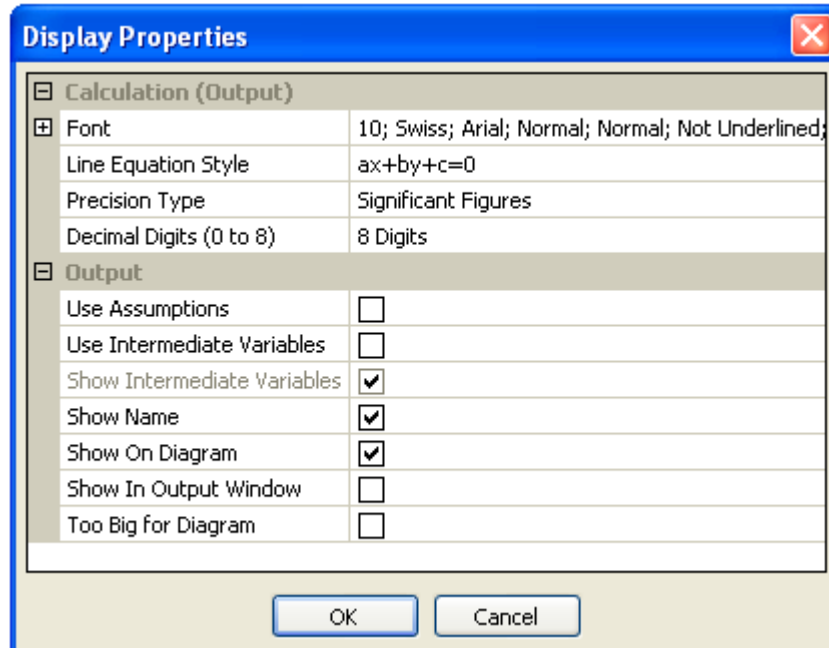 Display Properties
Calculation (Output)
Font 10; Swiss; Arial; Normal; Normal; Not Underlined;
Line Equation Style ax+by+c=0
Precision Type Significant Figures
Decimal Digits (0 to 8) 8 Digits
Output
Use Assumptions
Use Intermediate Variables
Show Intermediate Variables
Show Name
Show On Diagram
Show In Output Window
Too Big for Diagram
OK Cancel